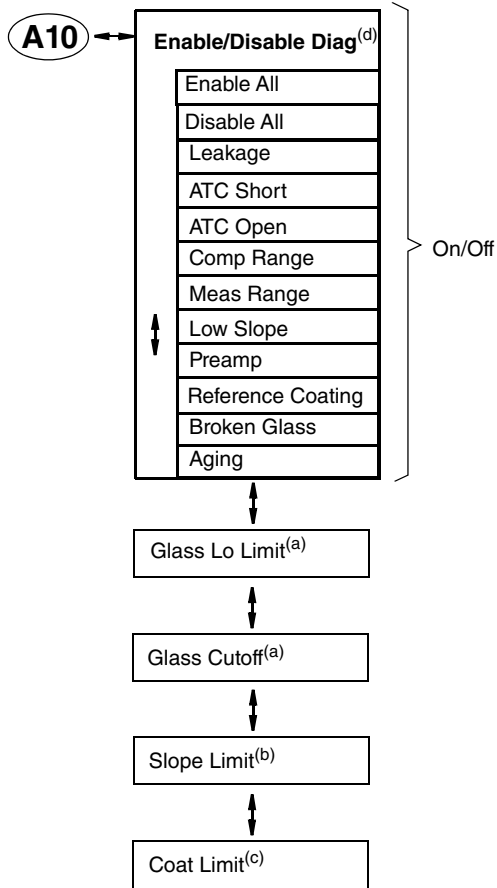 A10
Enable/Disable Diag(d)
Enable All
Disable All
Leakage
ATC Short
ATC Open
Comp Range
Meas Range
Low Slope
Preamp
Reference Coating
Broken Glass
Aging
On/Off
Glass Lo Limit(a)
Glass Cutoff(a)
Slope Limit(b)
Coat Limit(c)